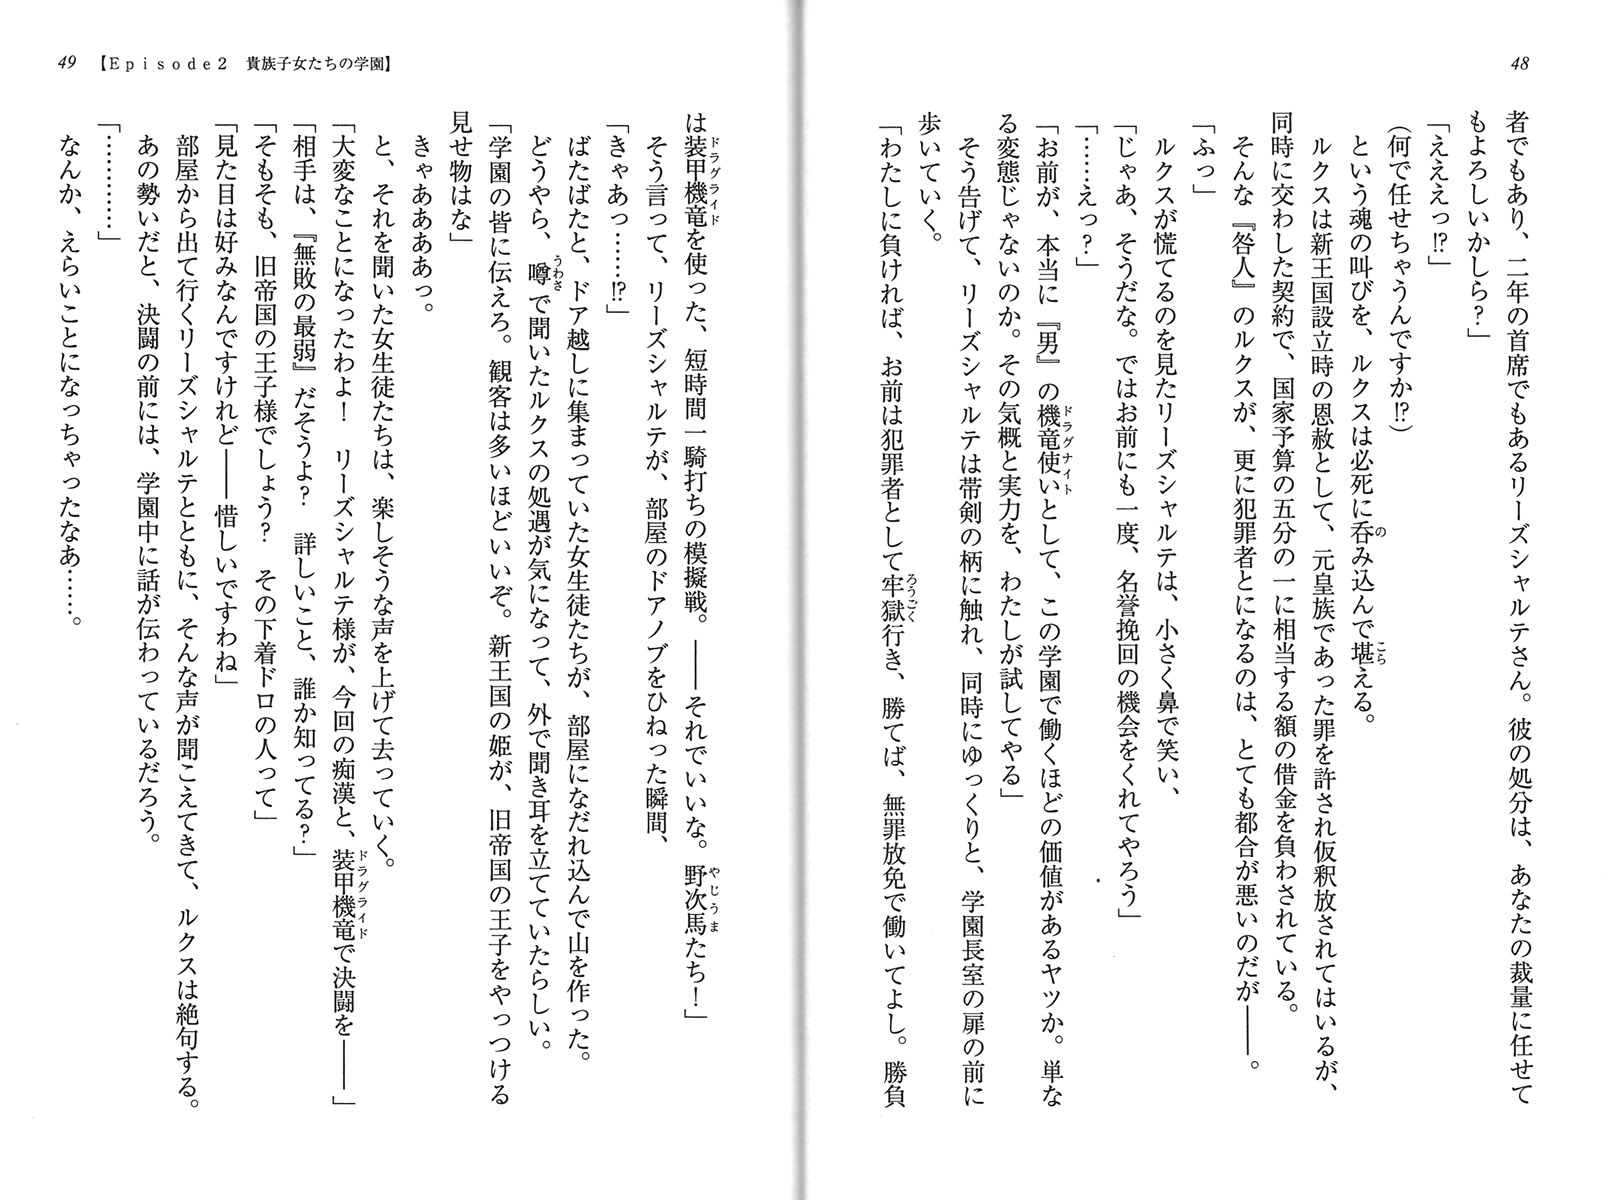 48
者でもあり、二年の首席でもあるリーズシャルテさん。彼の処分は、あなたの裁量に任せて
もよろしいかしら?」
「えええっ!?」
(何で任せちゃうんですか!?)
という魂の叫びを、ルクスは必死に呑み込んで堪える。
ルクスは新王国設立時の恩赦として、元皇族であった罪を許され仮釈放されてはいるが、
同時に交わした契約で、国家予算の五分の一に相当する額の借金を負わされている。
そんな『咎人』のルクスが、更に犯罪者とになるのは、とても都合が悪いのだが――。
「ふっ」
ルクスが慌てるのを見たリーズシャルテは、小さく鼻で笑い、
「じゃあ、そうだな。ではお前にも一度、名誉挽回の機会をくれてやろう」
「……えっ?」
「お前が、本当に『男』の機竜使いとして、この学園で働くほどの価値があるヤツか。単な
る変態じゃないのか。その気概と実力を、わたしが試してやる」
そう告げて、リーズシャルテは帯剣の柄に触れ、同時にゆっくりと、学園長室の扉の前に
歩いていく。
「わたしに負ければ、お前は犯罪者として牢獄行き、勝てば、無罪放免で働いてよし。勝負
49 【Episode2 貴族子女たちの学園】
は装甲機竜を使った、短時間一騎打ちの模擬戦。――それでいいな。野次馬たち!」
そう言って、リーズシャルテが、部屋のドアノブをひねった瞬間、
「きゃあっ……!?」
ばたばたと、ドア越しに集まっていた女生徒たちが、部屋になだれ込んで山を作った。
どうやら、噂で聞いたルクスの処遇が気になって、外で聞き耳を立てていたらしい。
「学園の皆に伝えろ。観客は多いほどいいぞ。新王国の姫が、旧帝国の王子をやっつける
見せ物はな」
きゃああああっ。
と、それを聞いた女生徒たちは、楽しそうな声を上げて去っていく。
「大変なことになったわよ! リーズシャルテ様が、今回の痴漢と、装甲機竜で決闘を――」
「相手は、『無敗の最弱』だそうよ? 詳しいこと、誰か知ってる?」
「そもそも、旧帝国の王子様でしょう? その下着ドロの人って」
「見た目は好みなんですけれど――惜しいですわね」
部屋から出て行くリーズシャルテとともに、そんな声が聞こえてきて、ルクスは絶句する。
あの勢いだと、決闘の前には、学園中に話が伝わっているだろう。
「…………」
なんか、えらいことになっちゃったなあ……。